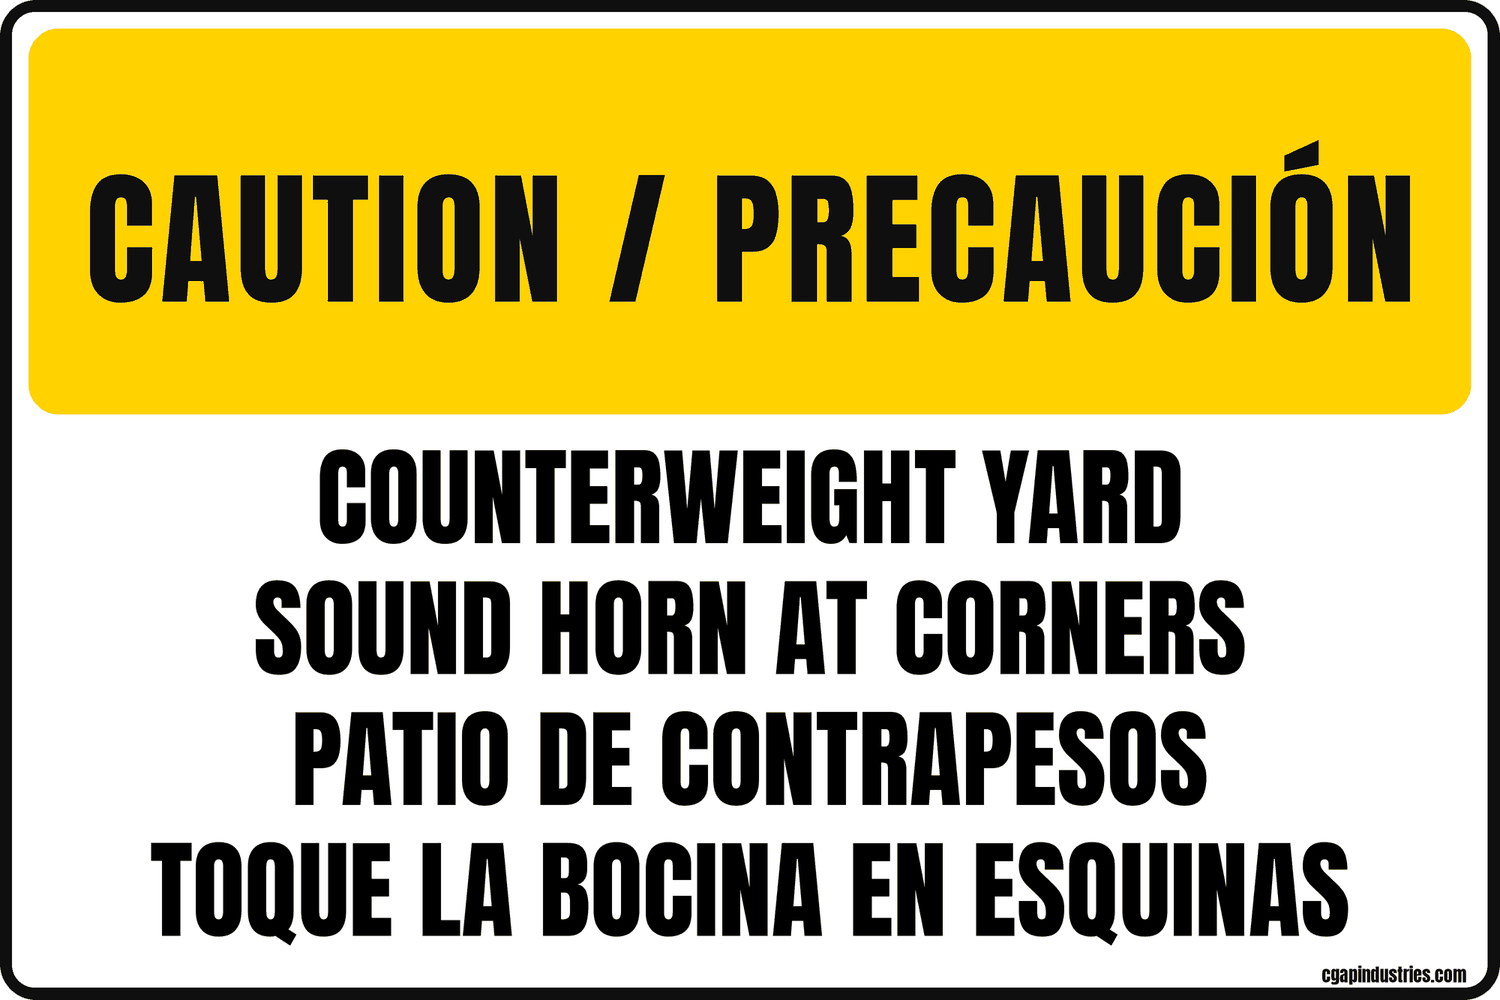 CAUTION / PRECAUCIÓN
COUNTERWEIGHT YARD
SOUND HORN AT CORNERS
PATIO DE CONTRAPESOS
TOQUE LA BOCINA EN ESQUINAS
cgapindustries.com